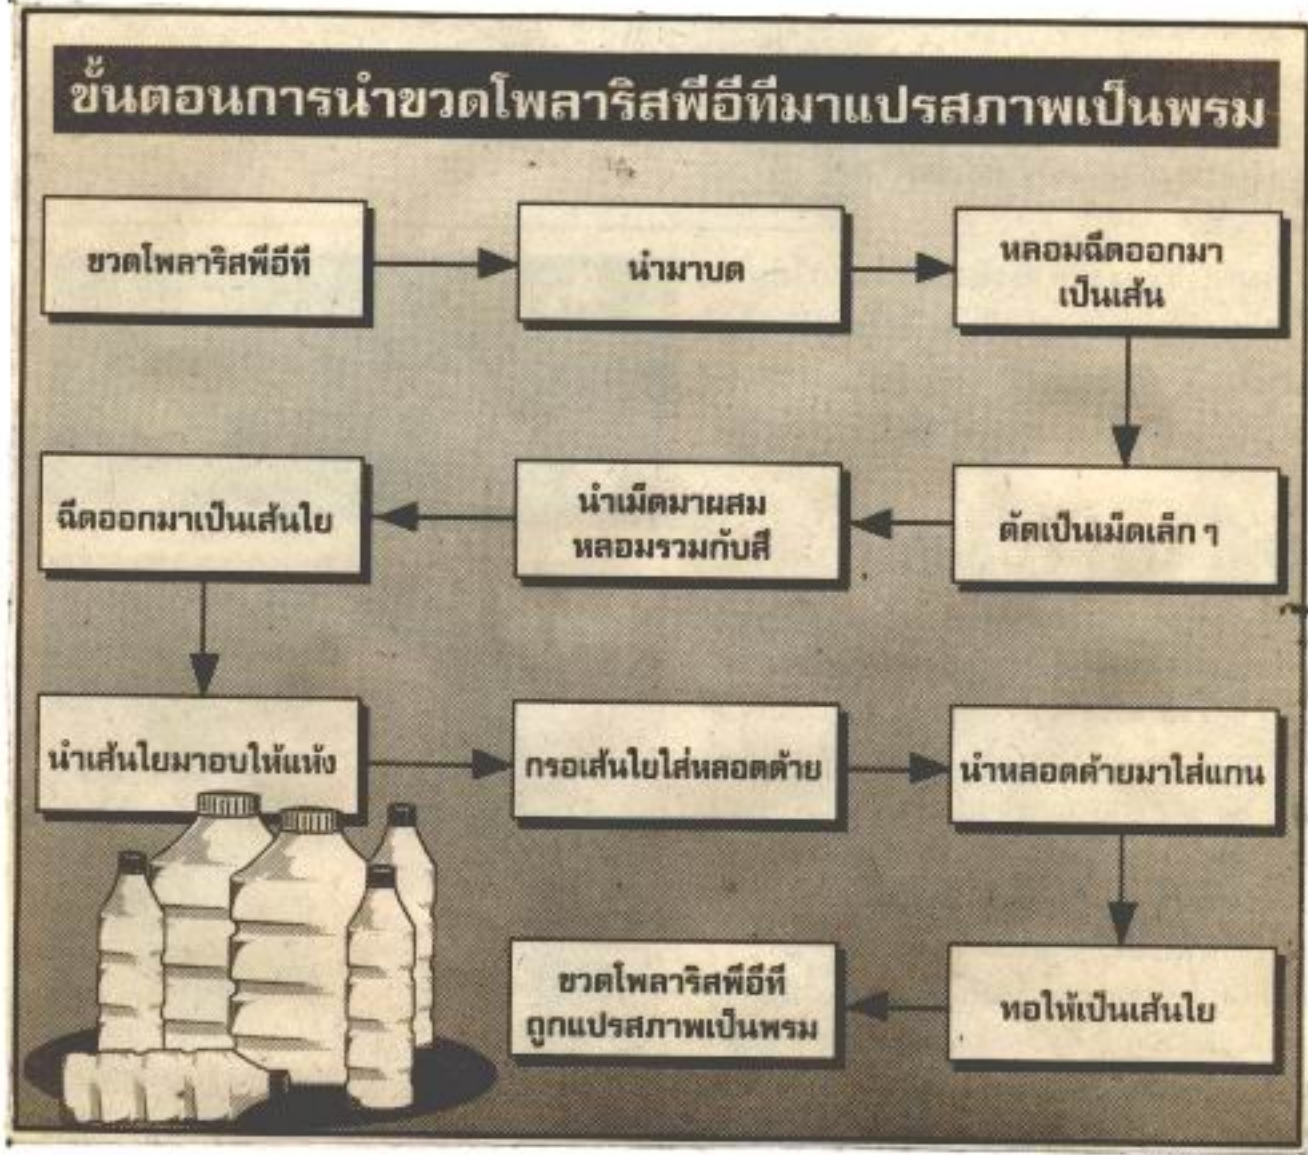 ขั้นตอนการนำขวดโพลาริสพีอีทีมาแปรสภาพเป็นพรม
ขวดโพลาริสพีอีที
นำมาบด
หลอมฉีดออกมา
เป็นเส้น
ตัดเป็นเม็ดเล็ก ๆ
นำเม็ดมาผสม
หลอมรวมกับสี
ฉีดออกมาเป็นเส้นใย
นำเส้นใยมาอบให้แห้ง
กรอเส้นใยใส่หลอดด้าย
นำหลอดด้ายมาใส่แกน
ทอให้เป็นเส้นใย
ขวดโพลาริสพีอีที
ถูกแปรสภาพเป็นพรม